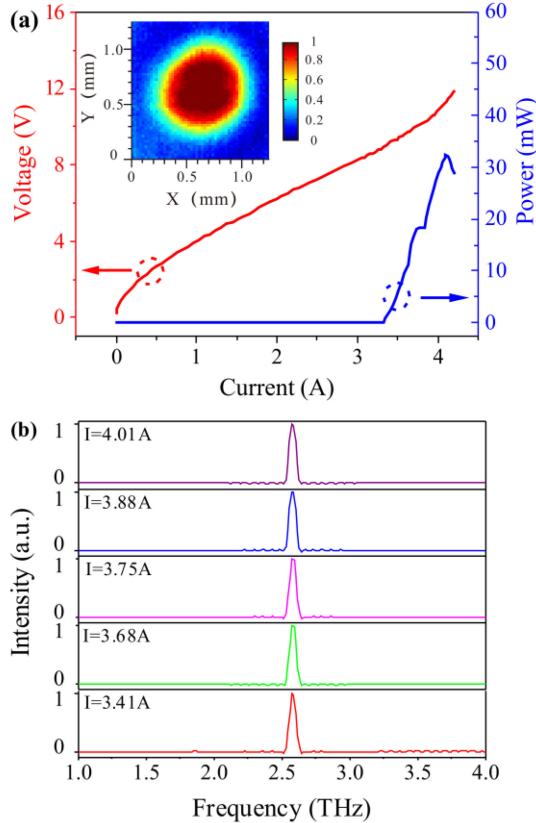 (a)
16
12
8
4
0
Voltage (V)
1.0
0.5
0
Y (mm)
0
0.5
1.0
X (mm)
1
0.8
0.6
0.4
0.2
0
60
50
40
30
20
10
0
Power (mW)
0 1 2 3 4
Current (A)
(b)
I=4.01A
1
0
I=3.88A
1
0
I=3.75A
1
0
I=3.68A
1
0
I=3.41A
1
0
Intensity (a.u.)
1.0 1.5 2.0 2.5 3.0 3.5 4.0
Frequency (THz)